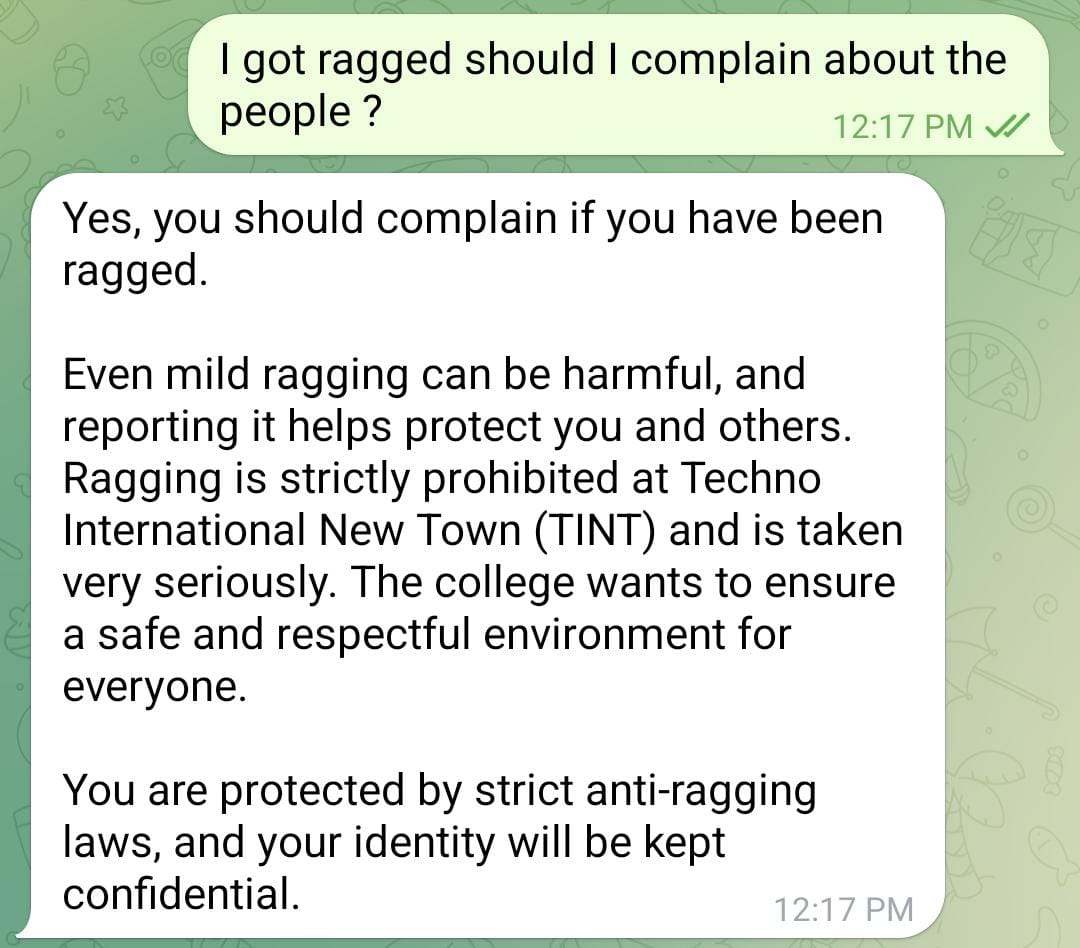 I got ragged should I complain about the
people ?
12:17 PM
Yes, you should complain if you have been
ragged.
Even mild ragging can be harmful, and
reporting it helps protect you and others.
Ragging is strictly prohibited at Techno
International New Town (TINT) and is taken
very seriously. The college wants to ensure
a safe and respectful environment for
everyone.
You are protected by strict anti-ragging
laws, and your identity will be kept
confidential.
12:17 PM